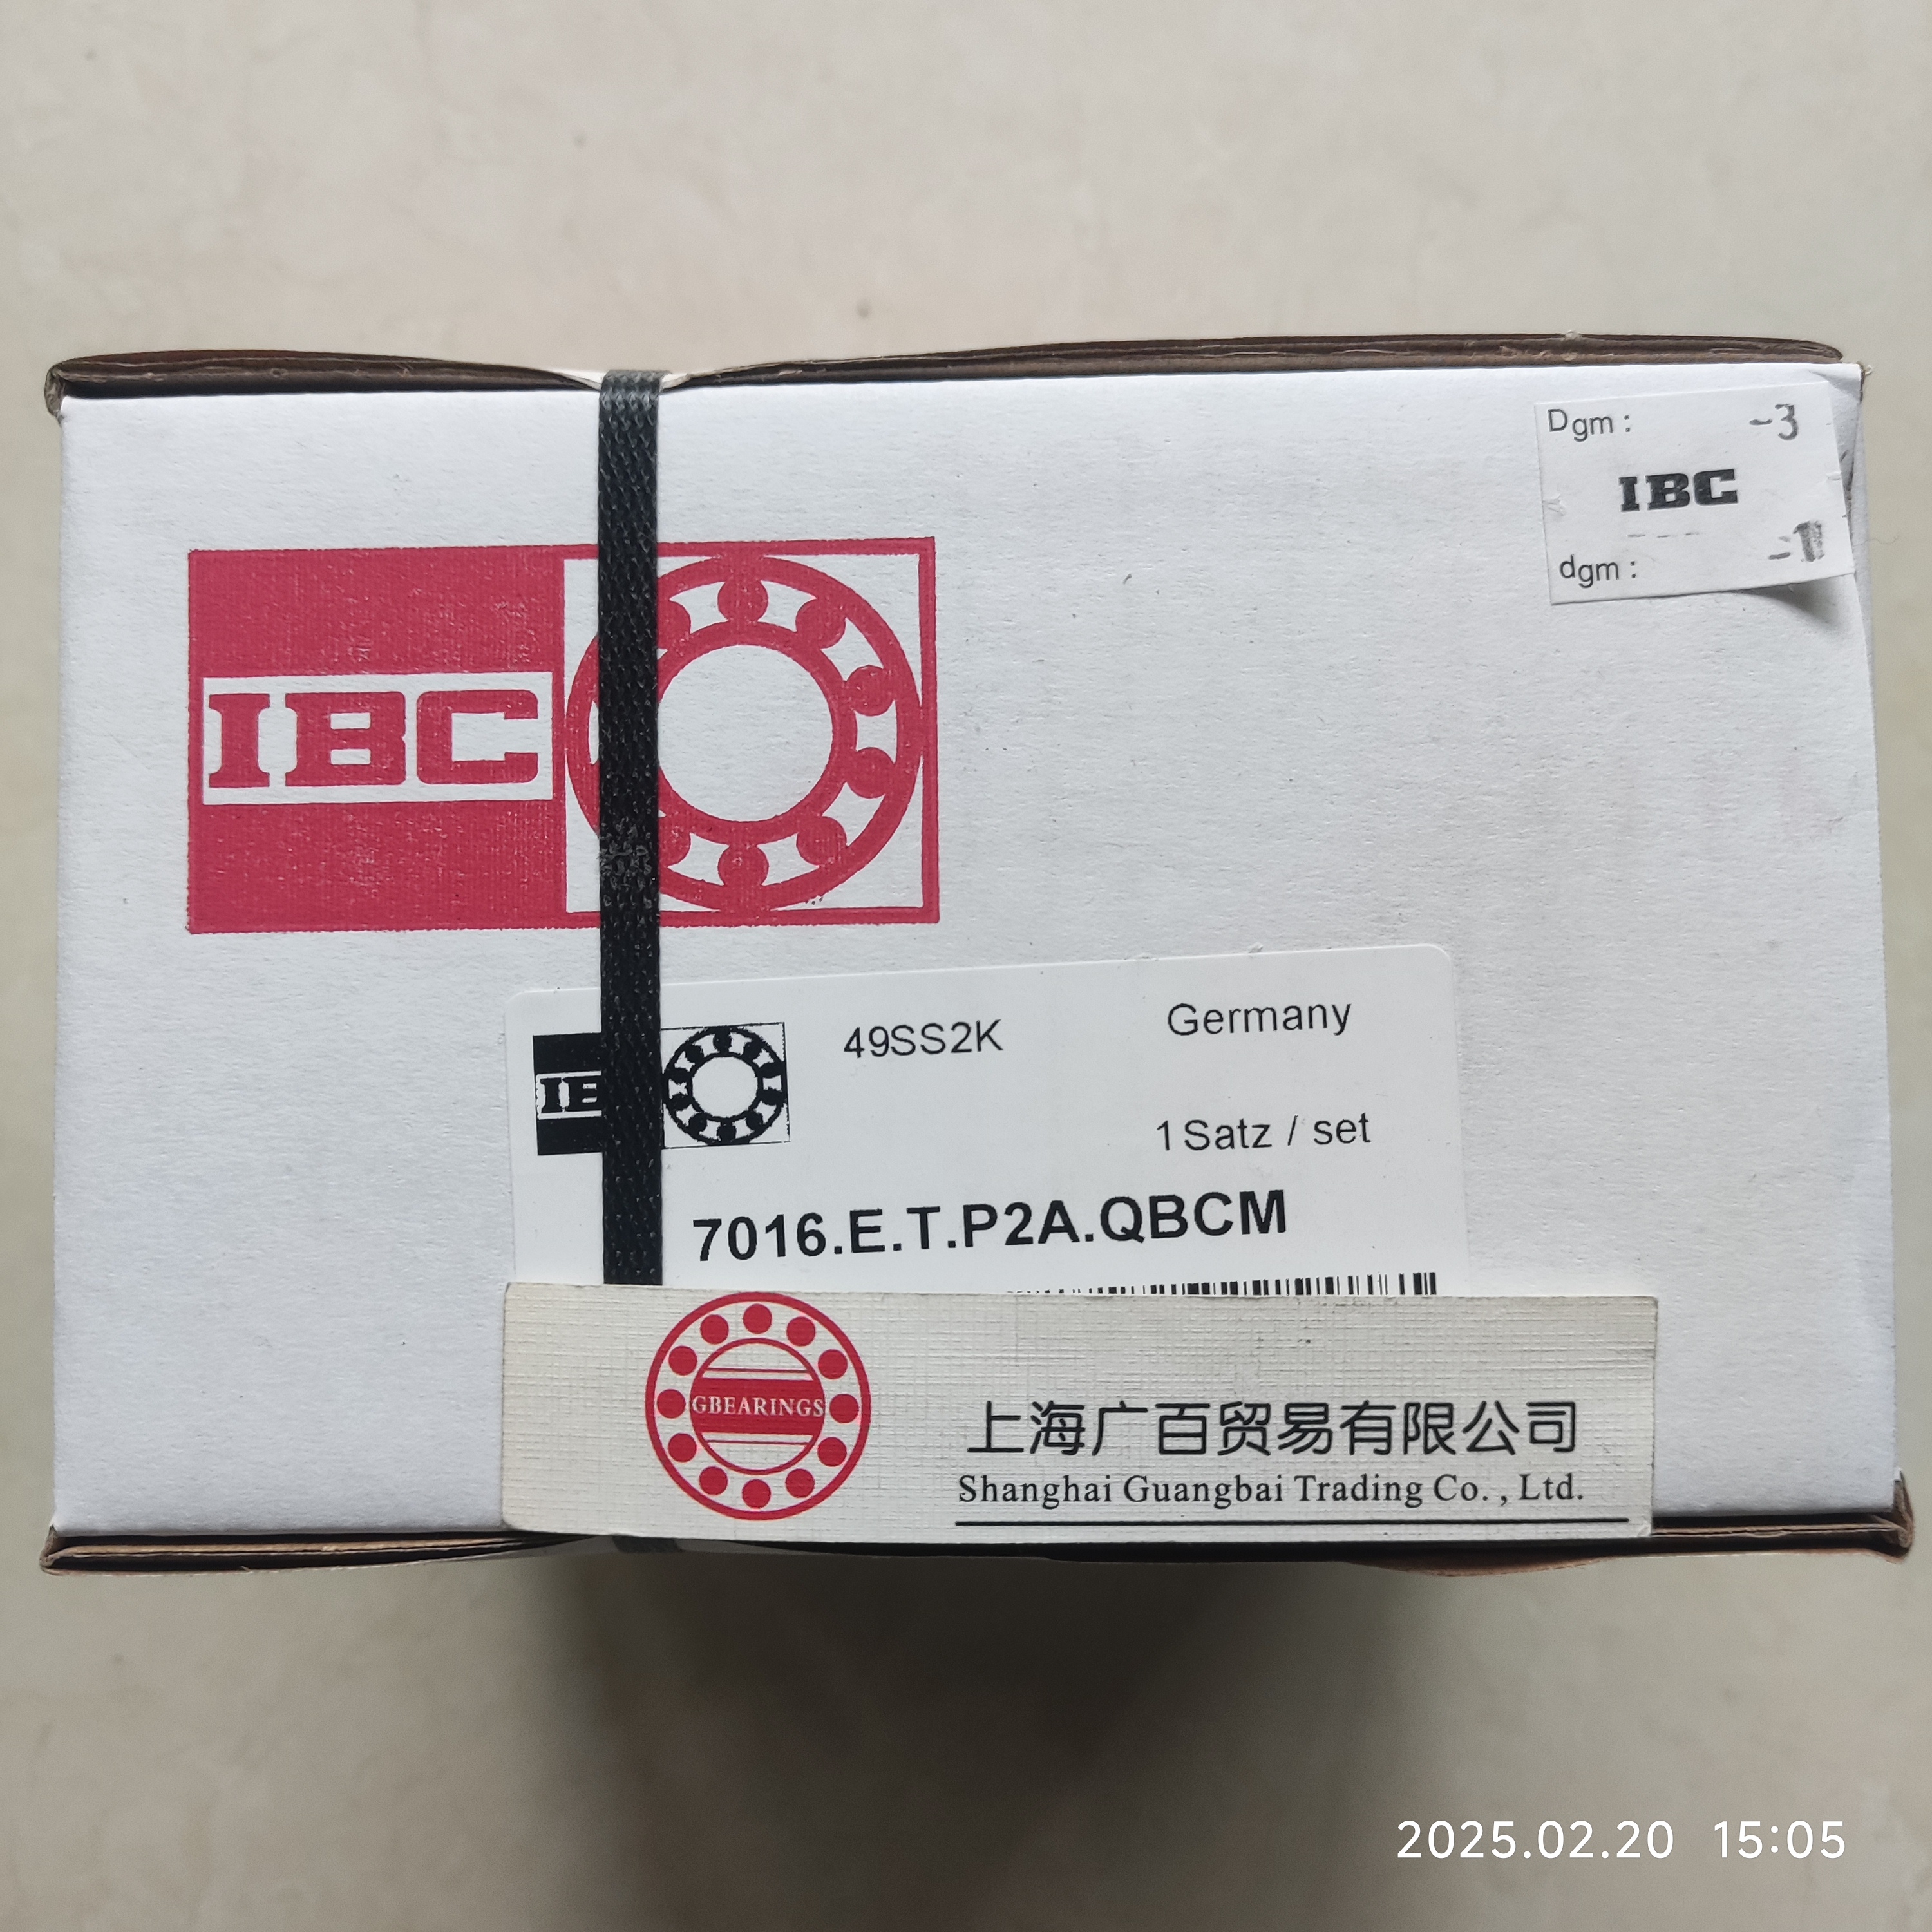 Dgm : -3
IBC
dgm : -1
IBC
49SS2K
Germany
1 Satz / set
7016.E.T.P2A.QBCM
GBEARINGS
上海广百贸易有限公司
Shanghai Guangbai Trading Co., Ltd.
2025.02.20 15:05